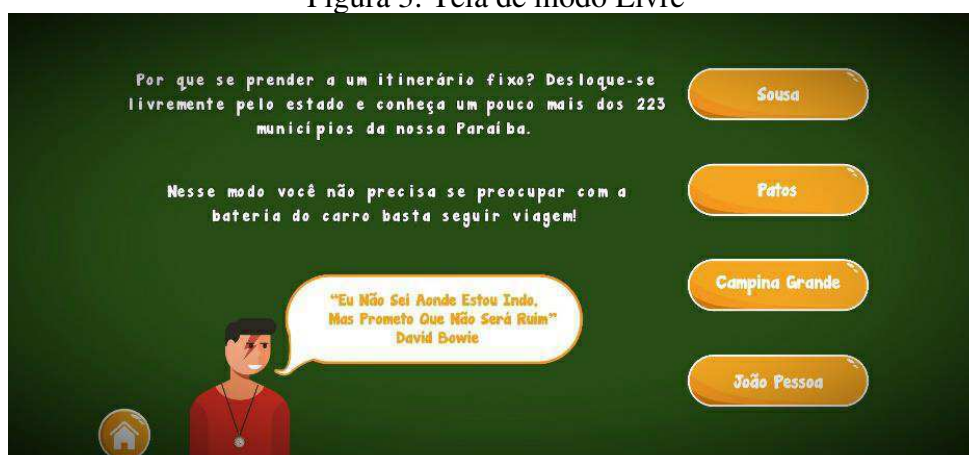 Figura 5: Tela de modo Livre
Por que se prender a um itinerário fixo? Desloque-se
livremente pelo estado e conheça um pouco mais dos 223
municípios da nossa Paraíba.
Nesse modo você não precisa se preocupar com a
bateria do carro basta seguir viagem!
“Eu Não Sei Aonde Estou Indo,
Mas Prometo Que Não Será Ruim”
David Bowie
Sousa
Patos
Campina Grande
João Pessoa